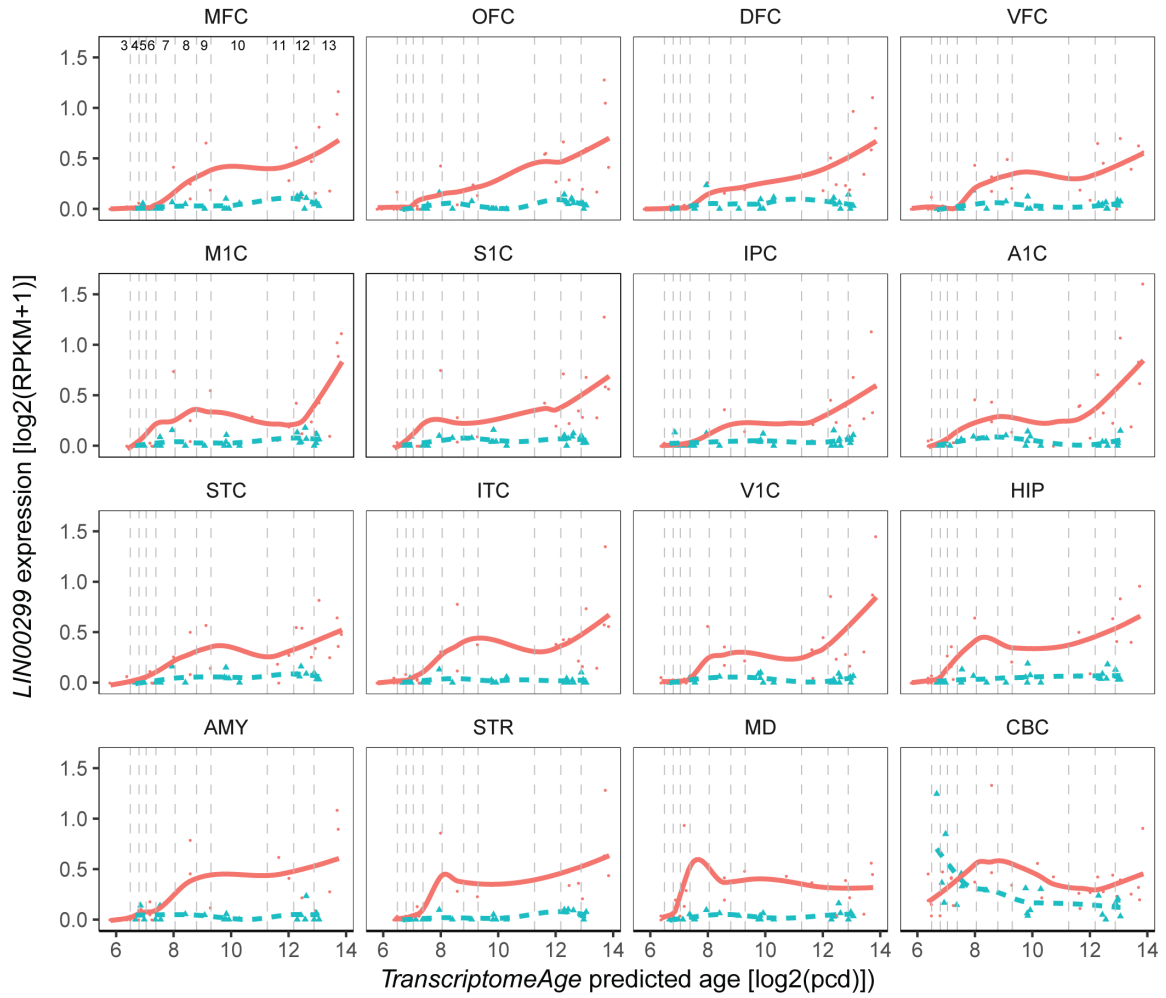 MFC OFC DFC VFC
3 4 5 6 7 8 9 10 11 12 13
1.5
1.0
0.5
0.0
M1C S1C IPC A1C
1.5
1.0
0.5
0.0
LIN00299 expression [log2(RPKM+1)]
STC ITC V1C HIP
1.5
1.0
0.5
0.0
AMY STR MD CBC
1.5
1.0
0.5
0.0
6 8 10 12 14 6 8 10 12 14 6 8 10 12 14 6 8 10 12 14
TranscriptomeAge predicted age [log2(pcd)])